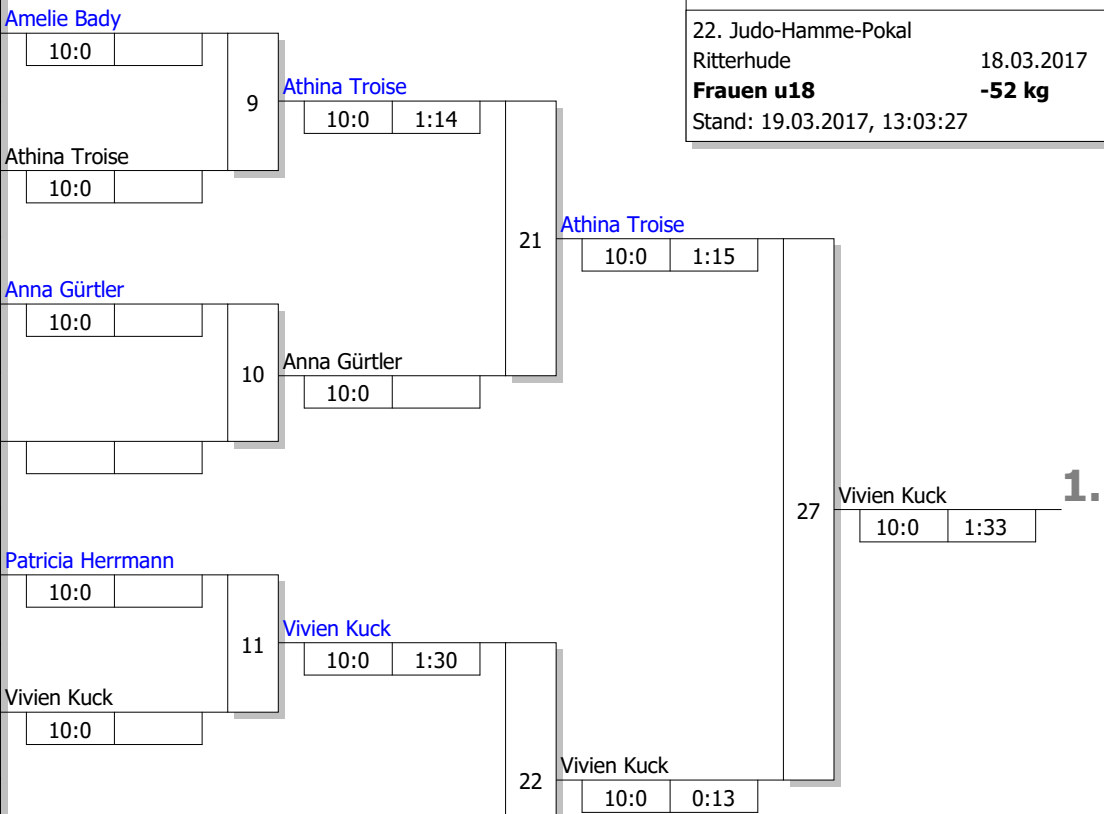 Amelie Bady
10:0
9
Athina Troise
10:0 1:14
Athina Troise
10:0
21
Athina Troise
10:0 1:15
Anna Gürtler
10:0
10
Anna Gürtler
10:0
27
Vivien Kuck
1.
10:0 1:33
Patricia Herrmann
10:0
11
Vivien Kuck
10:0 1:30
Vivien Kuck
10:0
22
Vivien Kuck
10:0 0:13
22. Judo-Hamme-Pokal
Ritterhude 18.03.2017
Frauen u18 -52 kg
Stand: 19.03.2017, 13:03:27